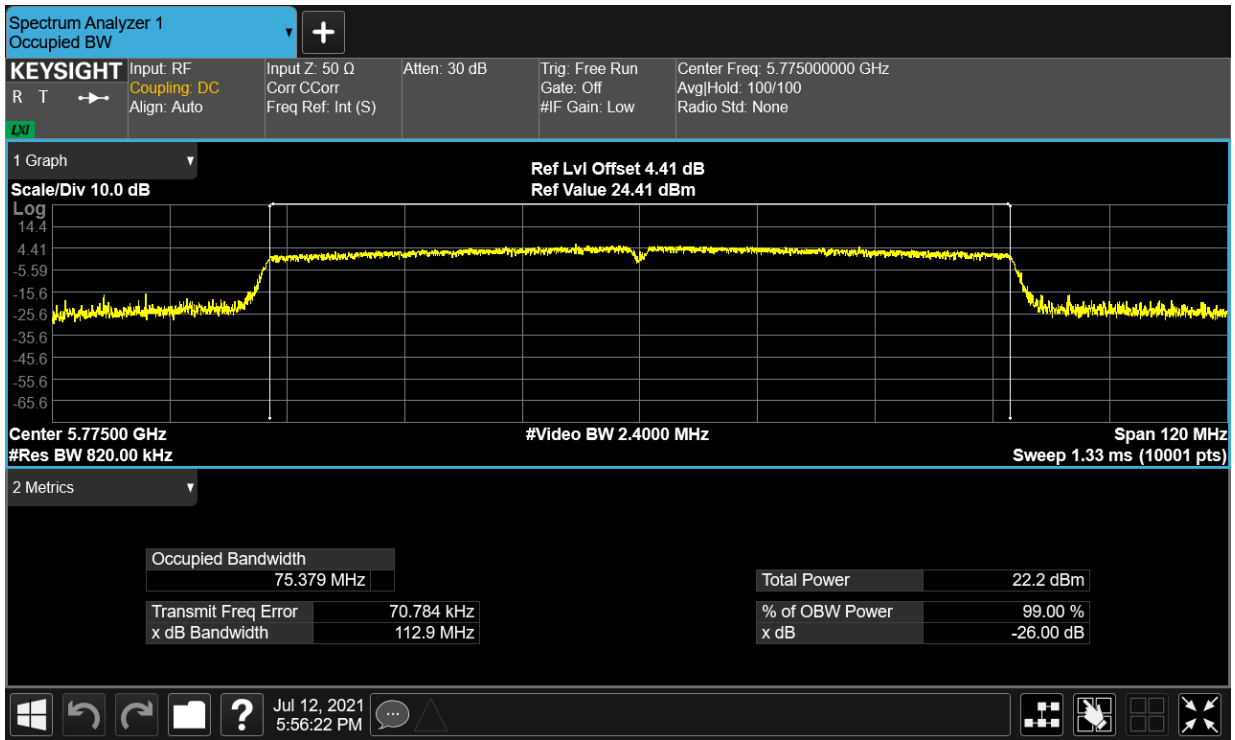 Spectrum Analyzer 1
Occupied BW
+
KEYSIGHT
R T
LXI
Input: RF
Coupling: DC
Align: Auto
Input Z: 50 Ω
Corr CCorr
Freq Ref: Int (S)
Atten: 30 dB
Trig: Free Run
Gate: Off
#IF Gain: Low
Center Freq: 5.775000000 GHz
Avg|Hold: 100/100
Radio Std: None
1 Graph
Scale/Div 10.0 dB
Ref Lvl Offset 4.41 dB
Ref Value 24.41 dBm
Log
14.4
4.41
-5.59
-15.6
-25.6
-35.6
-45.6
-55.6
-65.6
Center 5.77500 GHz
#Video BW 2.4000 MHz
Span 120 MHz
#Res BW 820.00 kHz
Sweep 1.33 ms (10001 pts)
2 Metrics
Occupied Bandwidth
75.379 MHz
Total Power 22.2 dBm
Transmit Freq Error 70.784 kHz
% of OBW Power 99.00 %
x dB Bandwidth 112.9 MHz
x dB -26.00 dB
?
Jul 12, 2021
5:56:22 PM